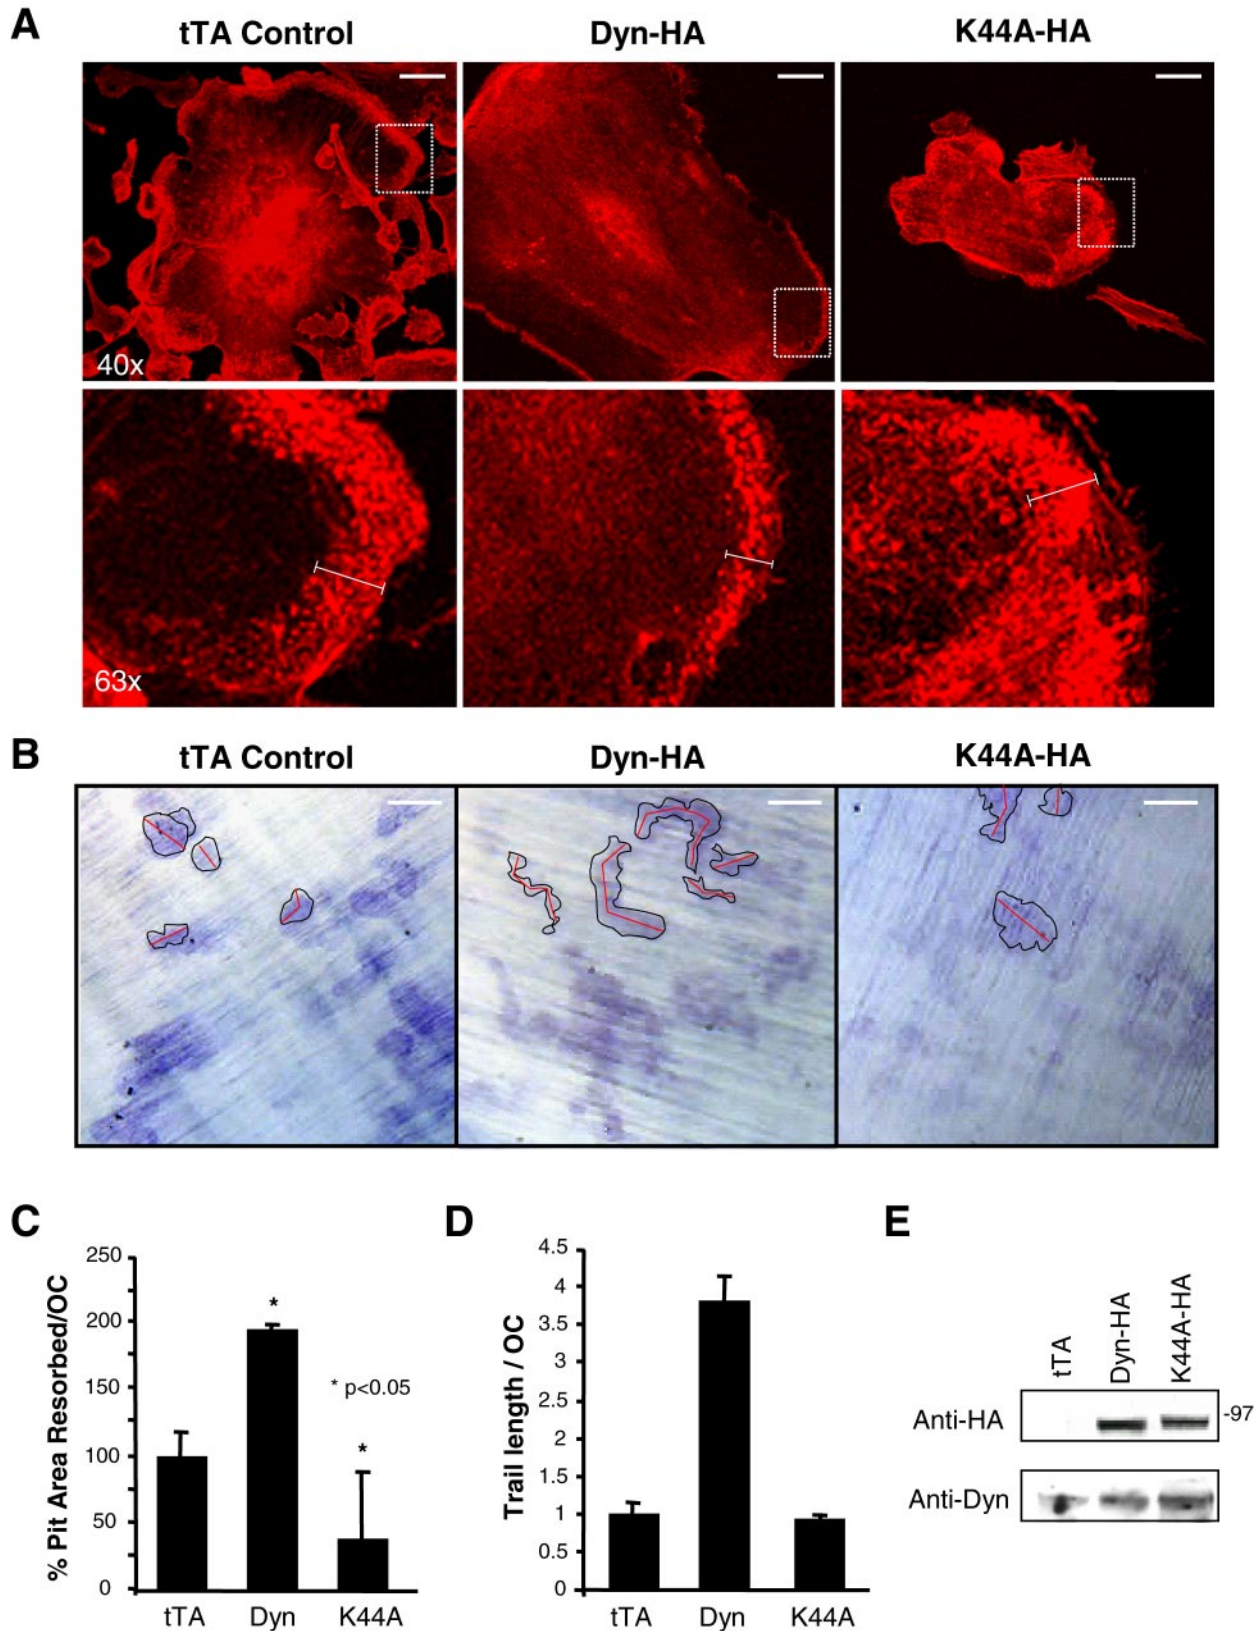 A
tTA Control
Dyn-HA
K44A-HA
40x
63x
B
tTA Control
Dyn-HA
K44A-HA
C
% Pit Area Resorbed/OC
250
200
150
100
50
0
*
* p<0.05
*
tTA
Dyn
K44A
D
Trail length / OC
4.5
4
3.5
3
2.5
2
1.5
1
0.5
0
tTA
Dyn
K44A
E
tTA
Dyn-HA
K44A-HA
Anti-HA
-97
Anti-Dyn